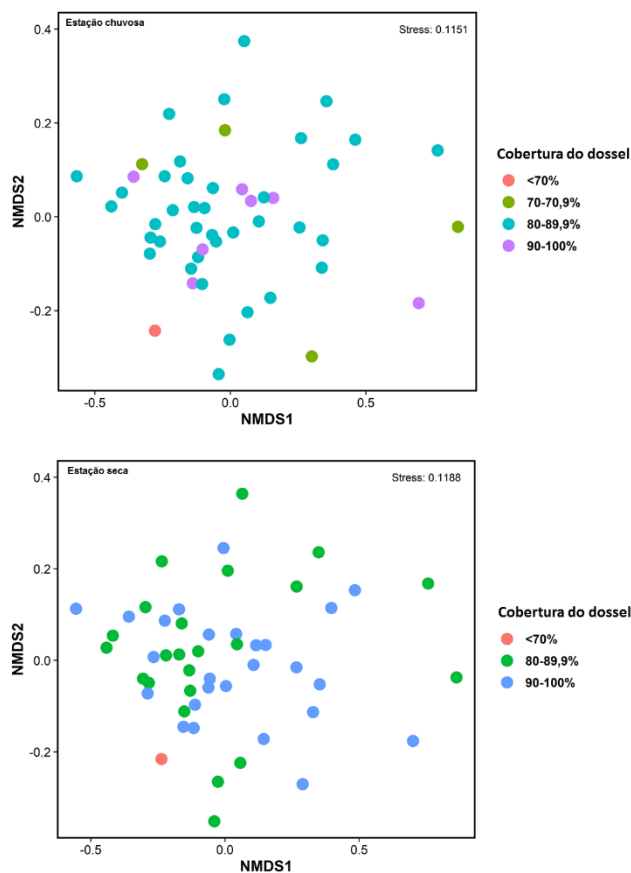 Estação chuvosa
Stress: 0.1151
0.4
0.2
0.0
-0.2
NMDS2
-0.5
0.0
0.5
NMDS1
Cobertura do dossel
<70%
70-70,9%
80-89,9%
90-100%
Estação seca
Stress: 0.1188
0.4
0.2
0.0
-0.2
NMDS2
-0.5
0.0
0.5
NMDS1
Cobertura do dossel
<70%
80-89,9%
90-100%